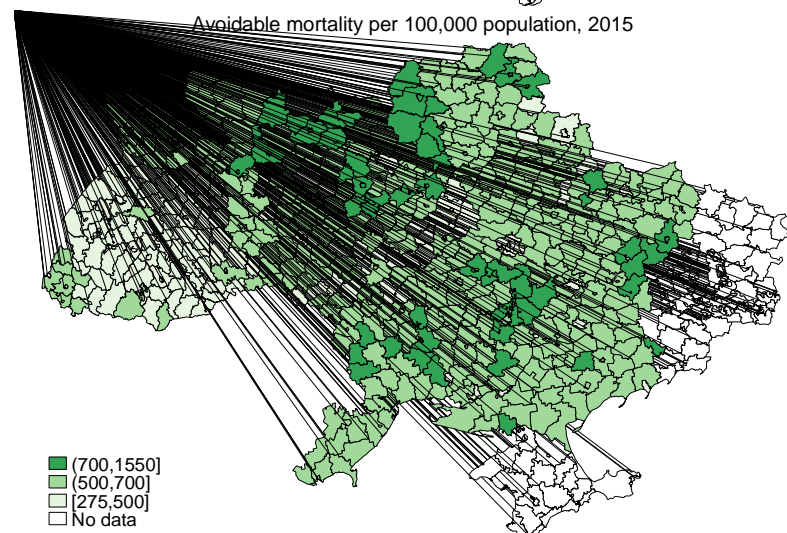 Avoidable mortality per 100,000 population, 2015
(700,1550]
(500,700]
[275,500]
No data